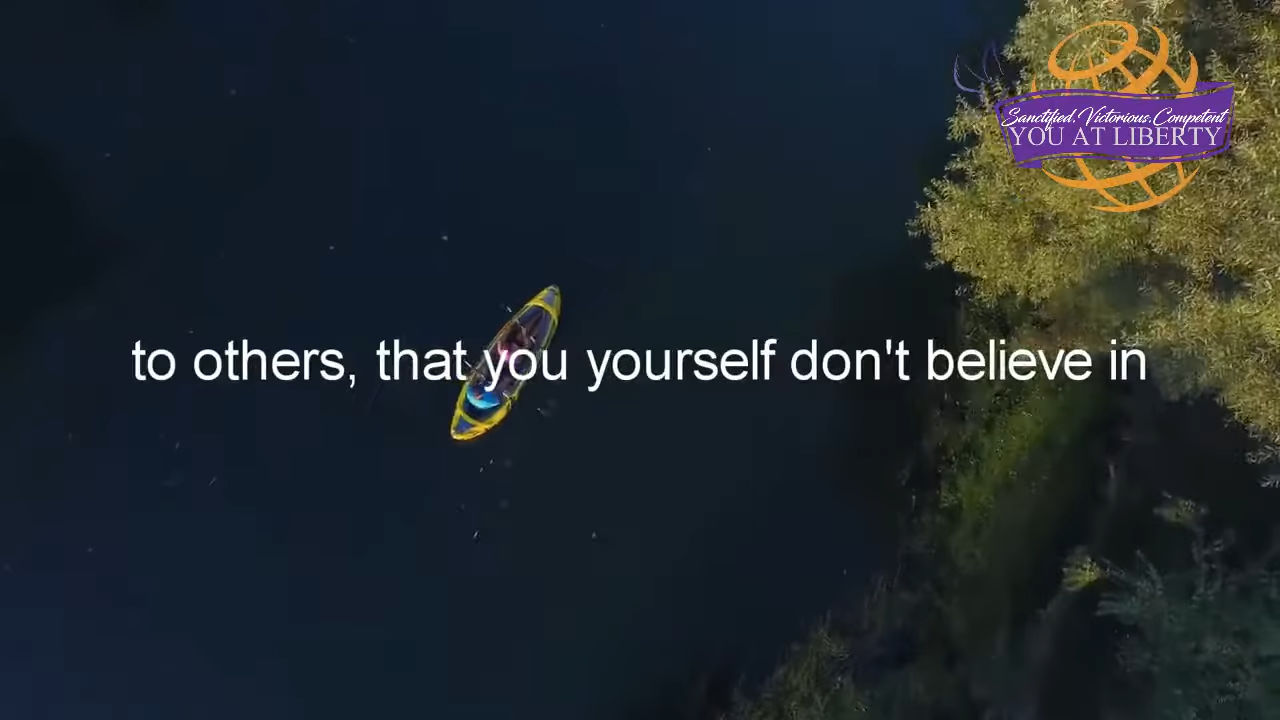 Sanctified.Victorious.Competent
YOU AT LIBERTY
to others, that you yourself don't believe in